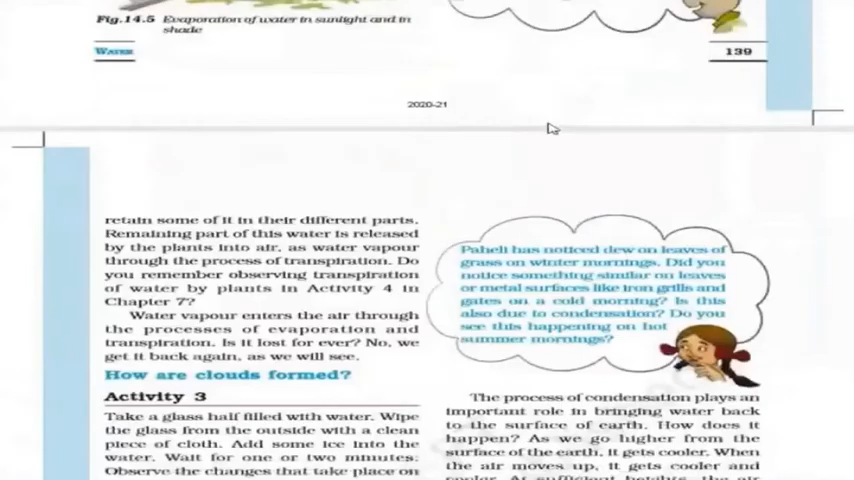 Fig.14.5 Evaporation of water in sunlight and in
shade
WATER
139
2020-21
retain some of it in their different parts.
Remaining part of this water is released
by the plants into air, as water vapour
through the process of transpiration. Do
you remember observing transpiration
of water by plants in Activity 4 in
Chapter 7?
Water vapour enters the air through
the processes of evaporation and
transpiration. Is it lost for ever? No, we
get it back again, as we will see.
How are clouds formed?
Activity 3
Take a glass half filled with water. Wipe
the glass from the outside with a clean
piece of cloth. Add some ice into the
water. Wait for one or two minutes.
Observe the changes that take place on
Paheli has noticed dew on leaves of
grass on winter mornings. Did you
notice something similar on leaves
or metal surfaces like iron grills and
gates on a cold morning? Is this
also due to condensation? Do you
see this happening on hot
summer mornings?
The process of condensation plays an
important role in bringing water back
to the surface of earth. How does it
happen? As we go higher from the
surface of the earth, it gets cooler. When
the air moves up, it gets cooler and
cooler. At sufficient heights, the air